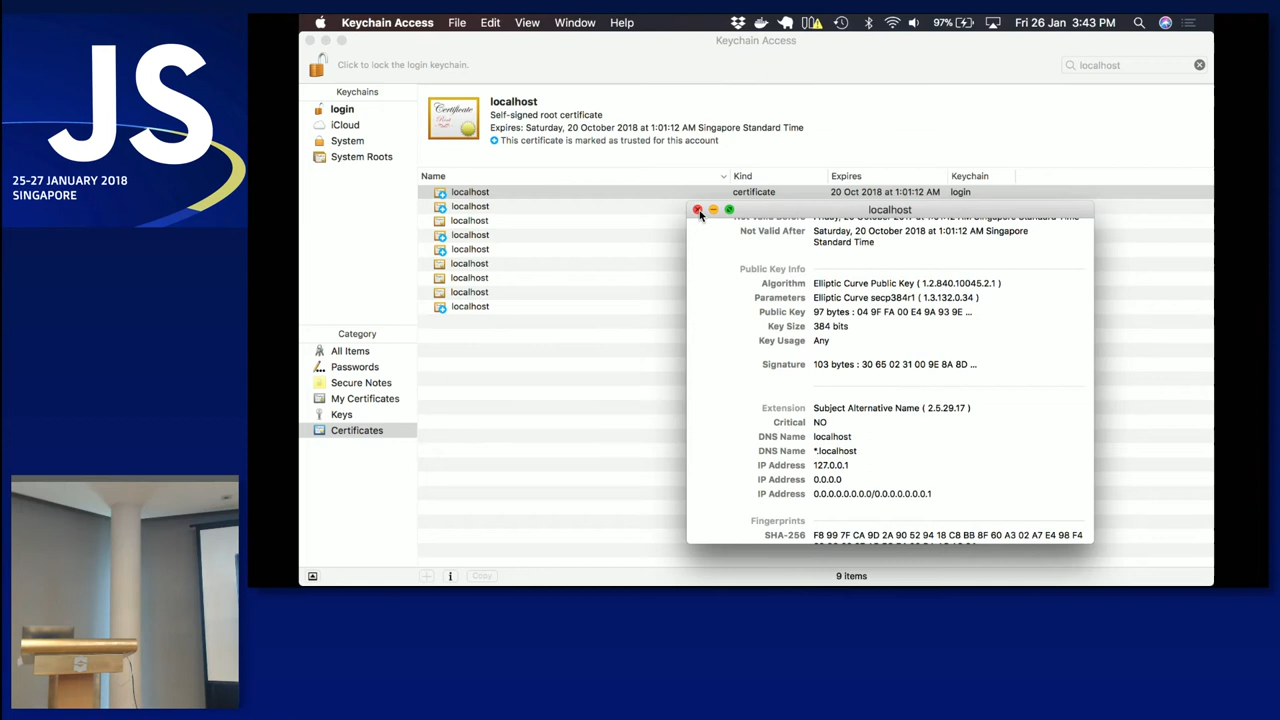 JS
25-27 JANUARY 2018
SINGAPORE
Keychain Access File Edit View Window Help
97% Fri 26 Jan 3:43 PM
Keychain Access
Click to lock the login keychain.
localhost
Keychains
login
iCloud
System
System Roots
Certificate
localhost
Self-signed root certificate
Expires: Saturday, 20 October 2018 at 1:01:12 AM Singapore Standard Time
This certificate is marked as trusted for this account
Name Kind Expires Keychain
localhost certificate 20 Oct 2018 at 1:01:12 AM login
localhost
localhost
localhost
localhost
localhost
localhost
localhost
localhost
localhost
Not Valid After Saturday, 20 October 2018 at 1:01:12 AM Singapore
Standard Time
Public Key Info
Algorithm Elliptic Curve Public Key ( 1.2.840.10045.2.1 )
Parameters Elliptic Curve secp384r1 ( 1.3.132.0.34 )
Public Key 97 bytes : 04 9F FA 00 E4 9A 93 9E ...
Key Size 384 bits
Key Usage Any
Signature 103 bytes : 30 65 02 31 00 9E 8A 8D ...
Extension Subject Alternative Name ( 2.5.29.17 )
Critical NO
DNS Name localhost
DNS Name *.localhost
IP Address 127.0.0.1
IP Address 0.0.0.0
IP Address 0.0.0.0.0.0.0.0/0.0.0.0.0.0.0.1
Fingerprints
SHA-256 F8 99 7F CA 9D 2A 90 52 94 18 C8 BB 8F 60 A3 02 A7 E4 98 F4
Category
All Items
Passwords
Secure Notes
My Certificates
Keys
Certificates
Copy
9 items